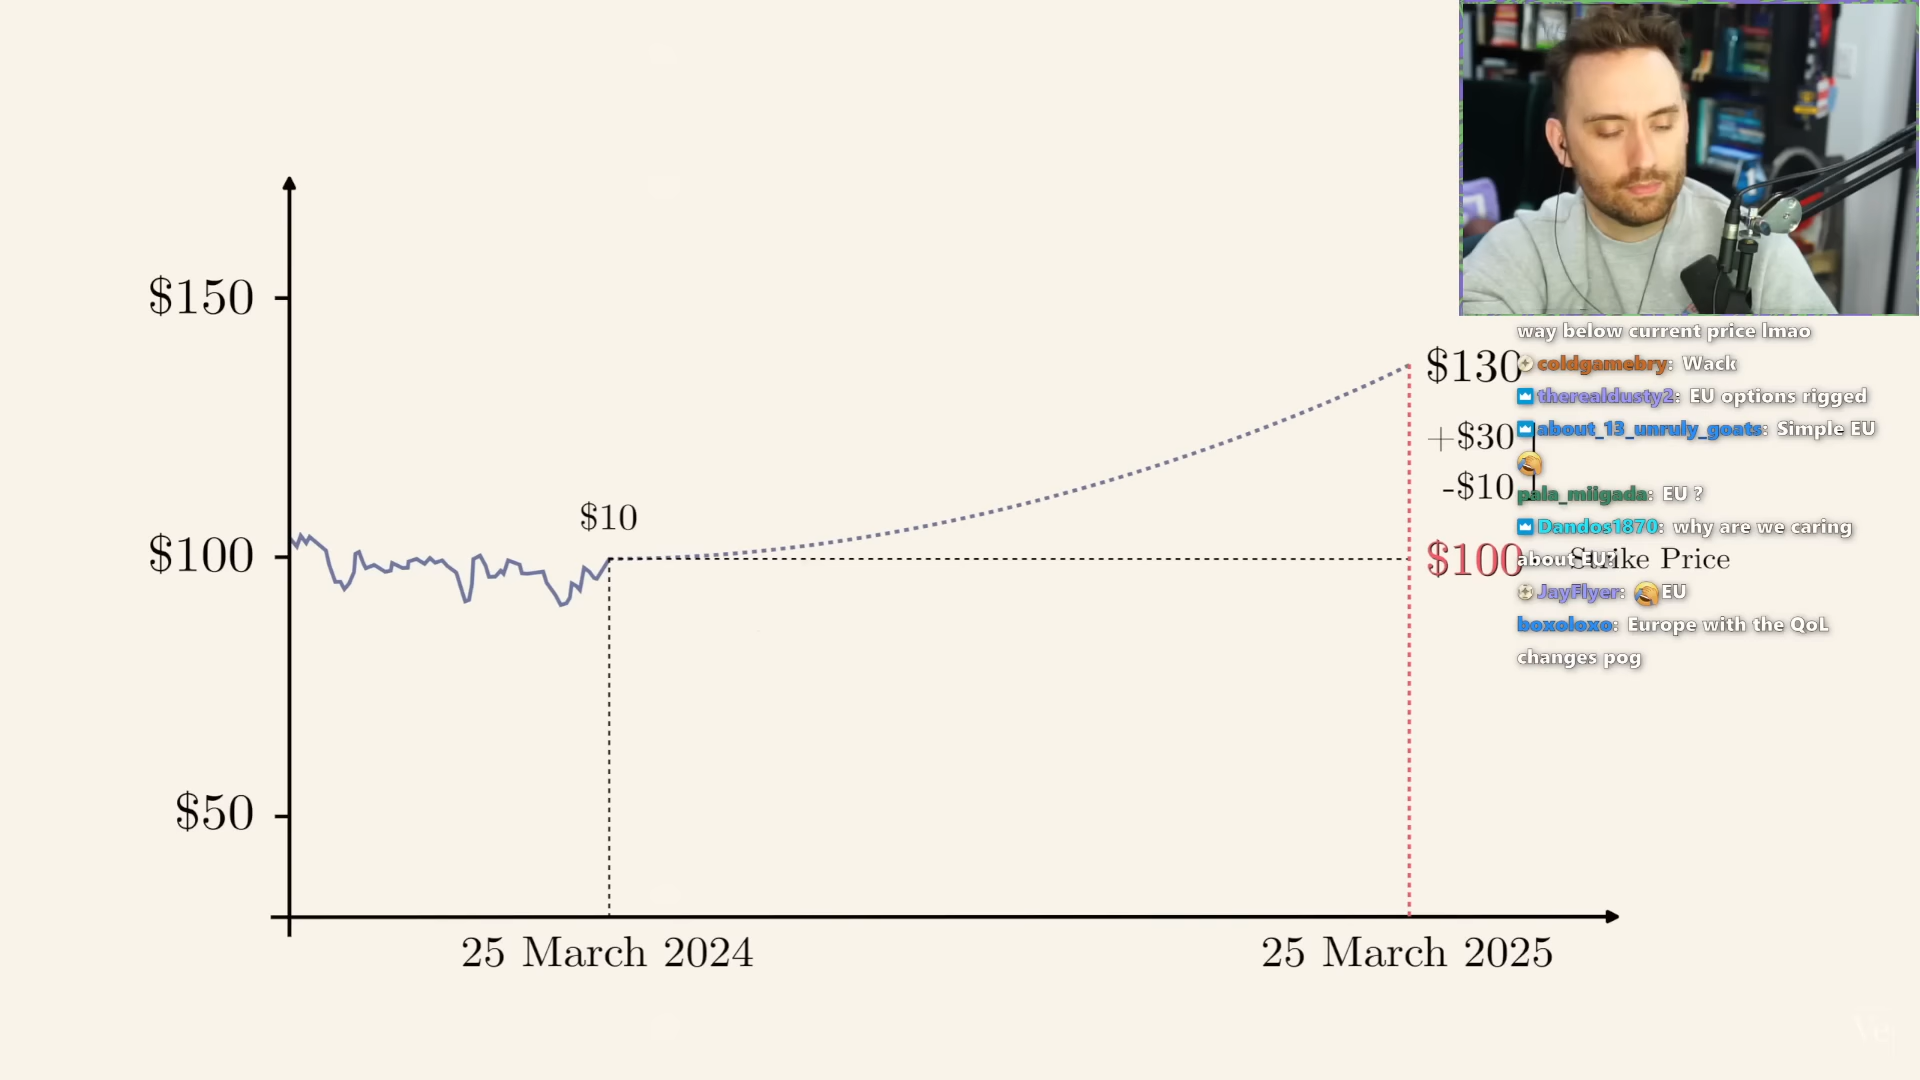 $150
$100
$50
$10
25 March 2024
25 March 2025
$130
+$30
-$10
$100
Strike Price
way below current price lmao
coldgamebry: Wack
therealdusty2: EU options rigged
about_13_unruly_goats: Simple EU
pala_miigada: EU ?
Dandos1870: why are we caring
about EU?
JayFlyer: EU
boxoloxo: Europe with the QoL
changes pog